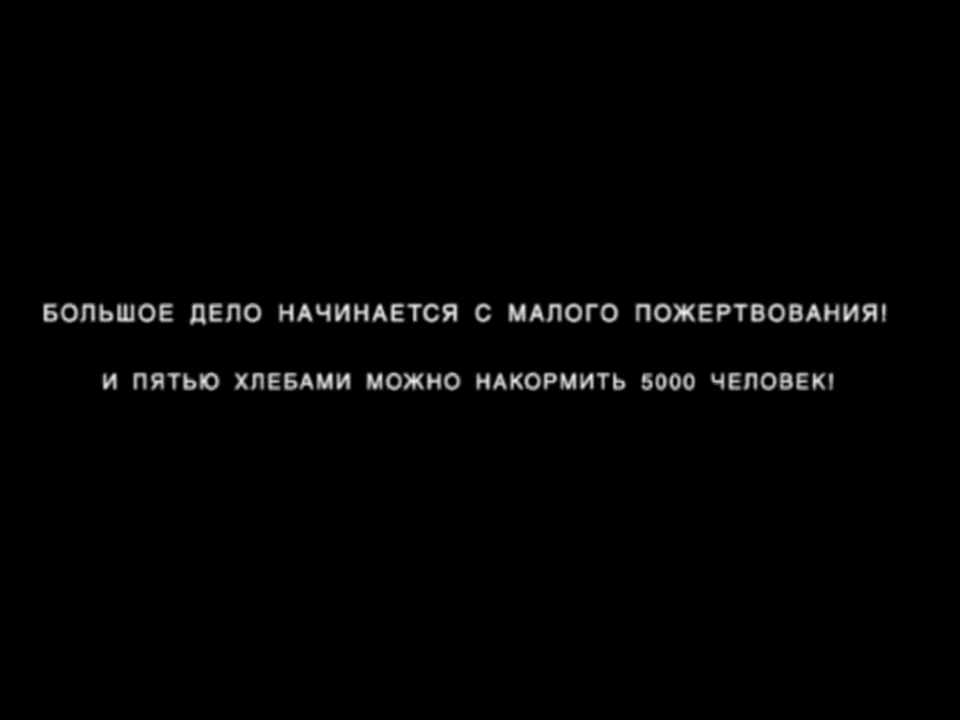 БОЛЬШОЕ ДЕЛО НАЧИНАЕТСЯ С МАЛОГО ПОЖЕРТВОВАНИЯ!
И ПЯТЬЮ ХЛЕБАМИ МОЖНО НАКОРМИТЬ 5000 ЧЕЛОВЕК!